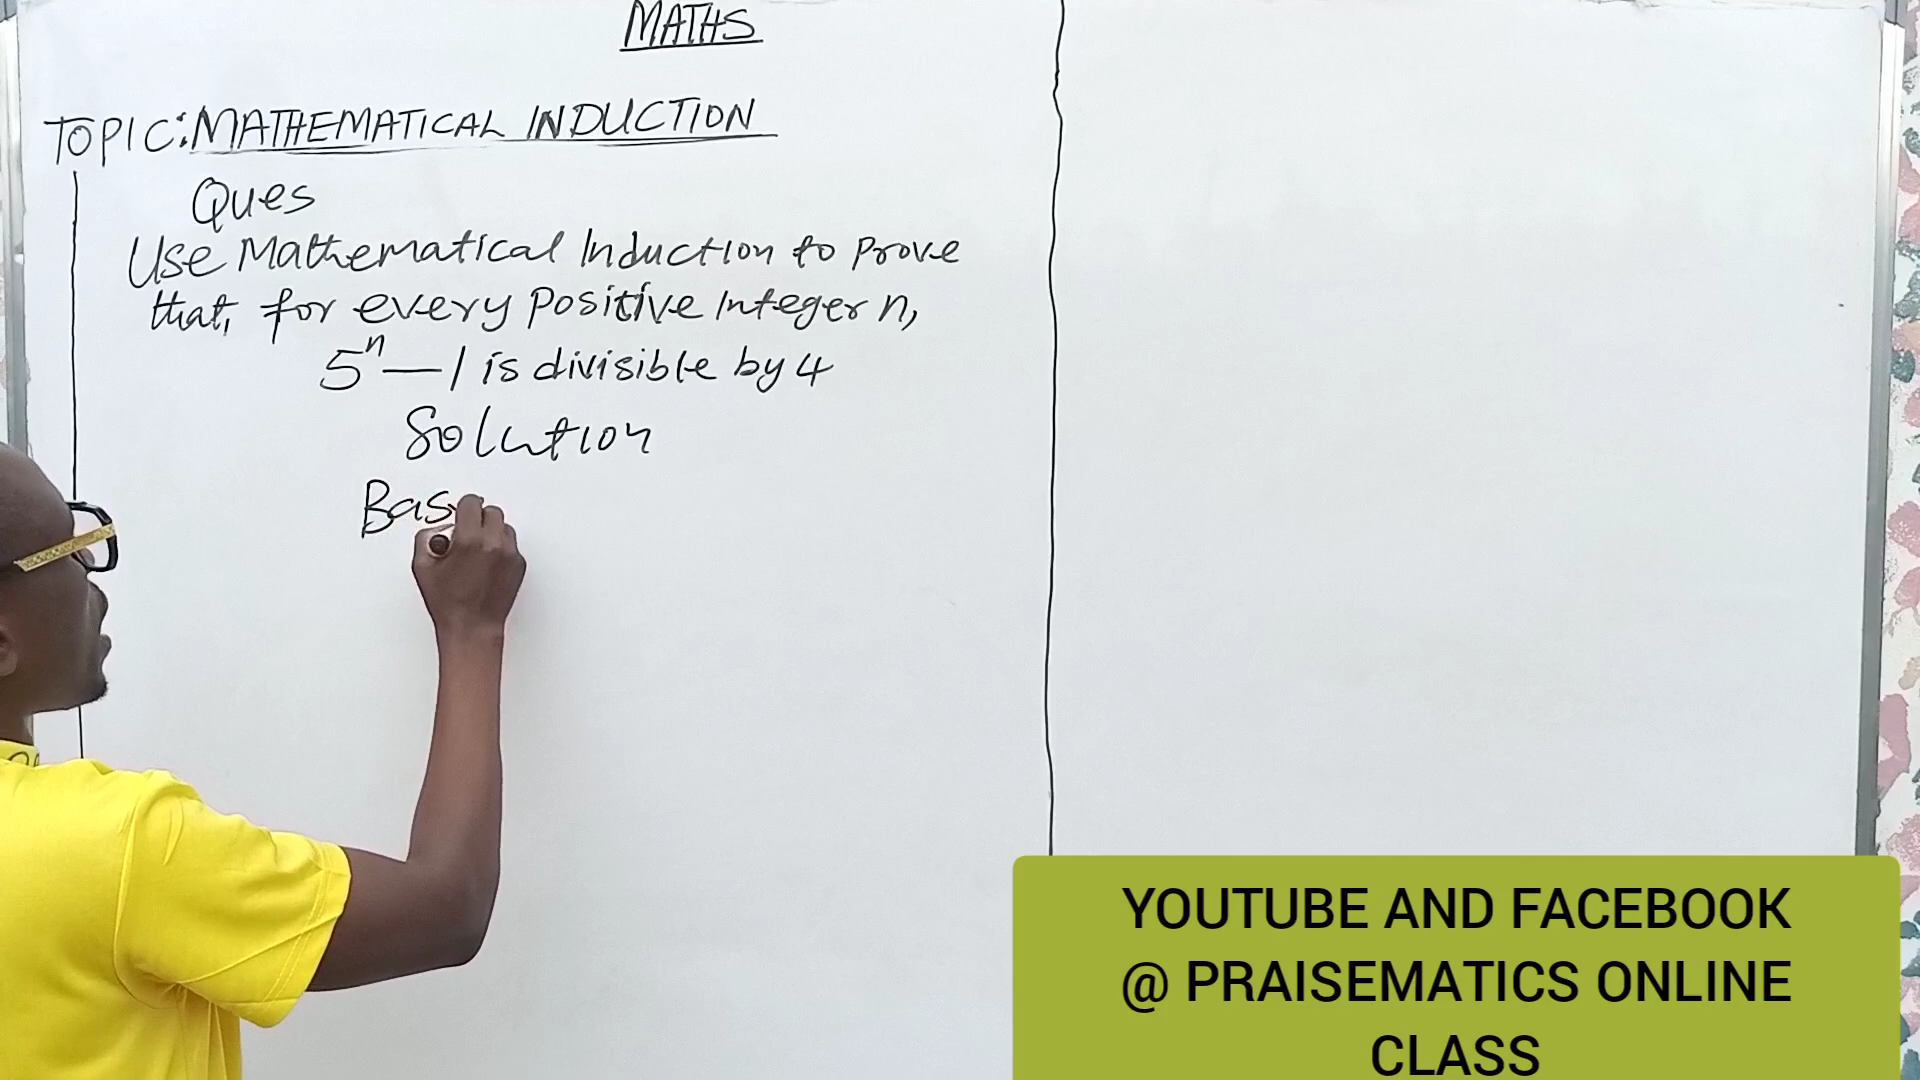 MATHS
TOPIC: MATHEMATICAL INDUCTION
Ques
Use Mathematical Induction to prove
that, for every positive Integer n,
5ⁿ — 1 is divisible by 4
Solution
Bas
YOUTUBE AND FACEBOOK
@ PRAISEMATICS ONLINE
CLASS